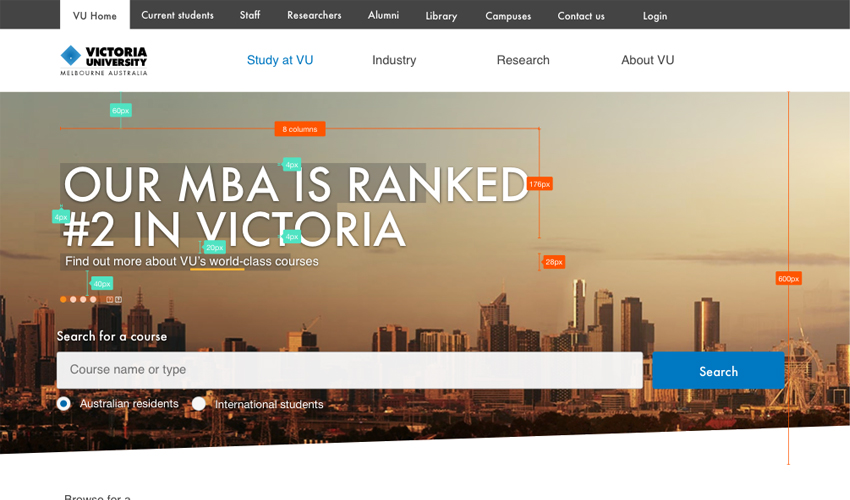 VU Home Current students Staff Researchers Alumni Library Campuses Contact us Login
VICTORIA
UNIVERSITY
MELBOURNE AUSTRALIA
Study at VU Industry Research About VU
60px
8 columns
4px
OUR MBA IS RANKED
176px
4px
#2 IN VICTORIA
4px
20px
Find out more about VU's world-class courses
28px
600px
40px
Search for a course
Course name or type
Search
Australian residents International students
Browse for a